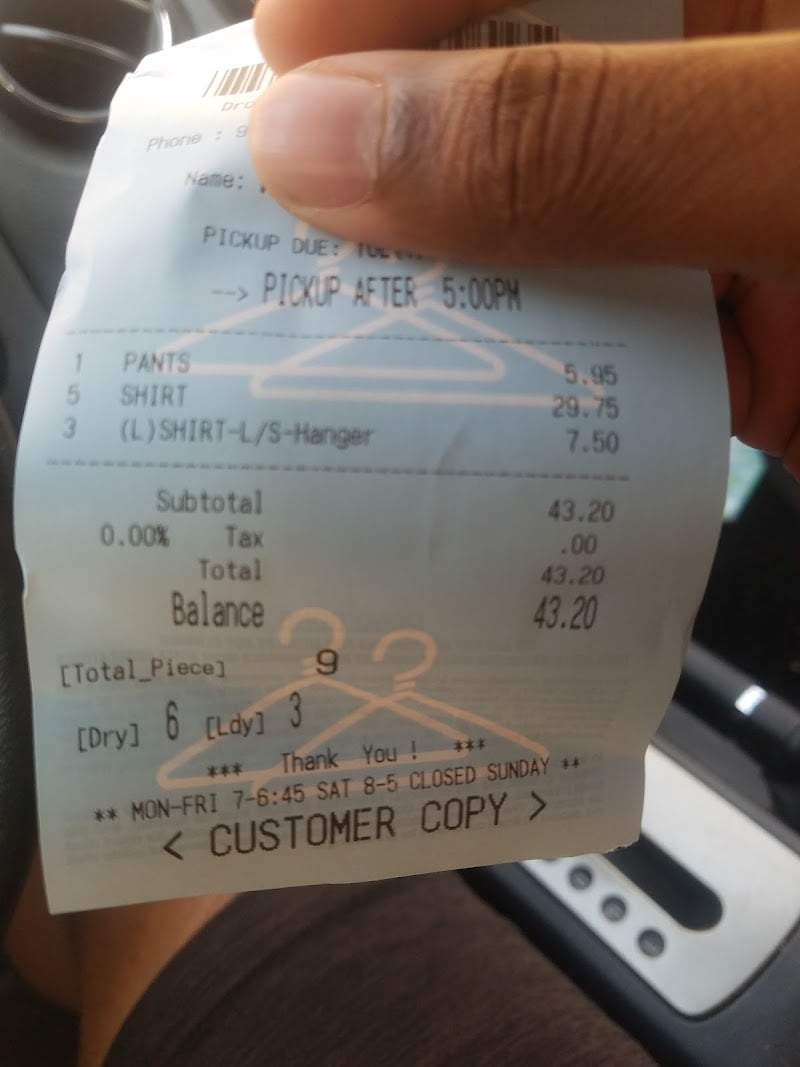 Phone : 9
Name:
PICKUP DUE:
--> PICKUP AFTER 5:00PM
1 PANTS 5.95
5 SHIRT 29.75
3 (L)SHIRT-L/S-Hanger 7.50
Subtotal 43.20
0.00% Tax .00
Total 43.20
Balance 43.20
[Total_Piece] 9
[Dry] 6 [Ldy] 3
*** Thank You ! ***
** MON-FRI 7-6:45 SAT 8-5 CLOSED SUNDAY **
< CUSTOMER COPY >